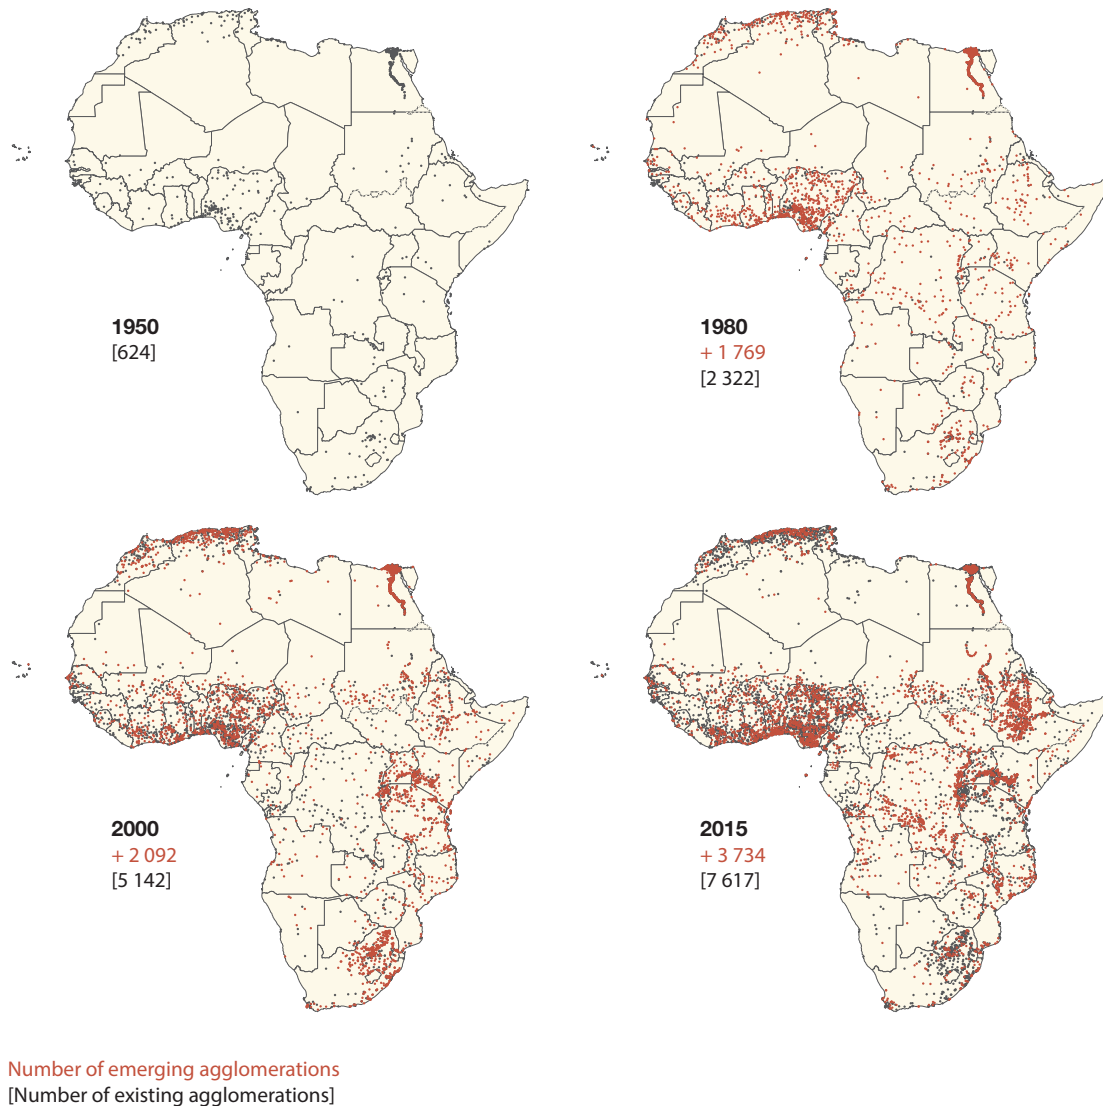 1950
[624]
1980
+ 1 769
[2 322]
2000
+ 2 092
[5 142]
2015
+ 3 734
[7 617]
Number of emerging agglomerations
[Number of existing agglomerations]